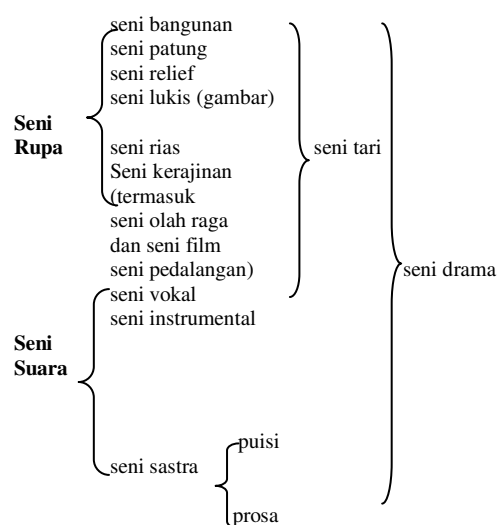 seni bangunan
seni patung
seni relief
seni lukis (gambar)
Seni
Rupa
seni rias
Seni kerajinan
(termasuk
seni olah raga
dan seni film
seni pedalangan)
seni tari
seni drama
seni vokal
seni instrumental
Seni
Suara
seni sastra
puisi
prosa